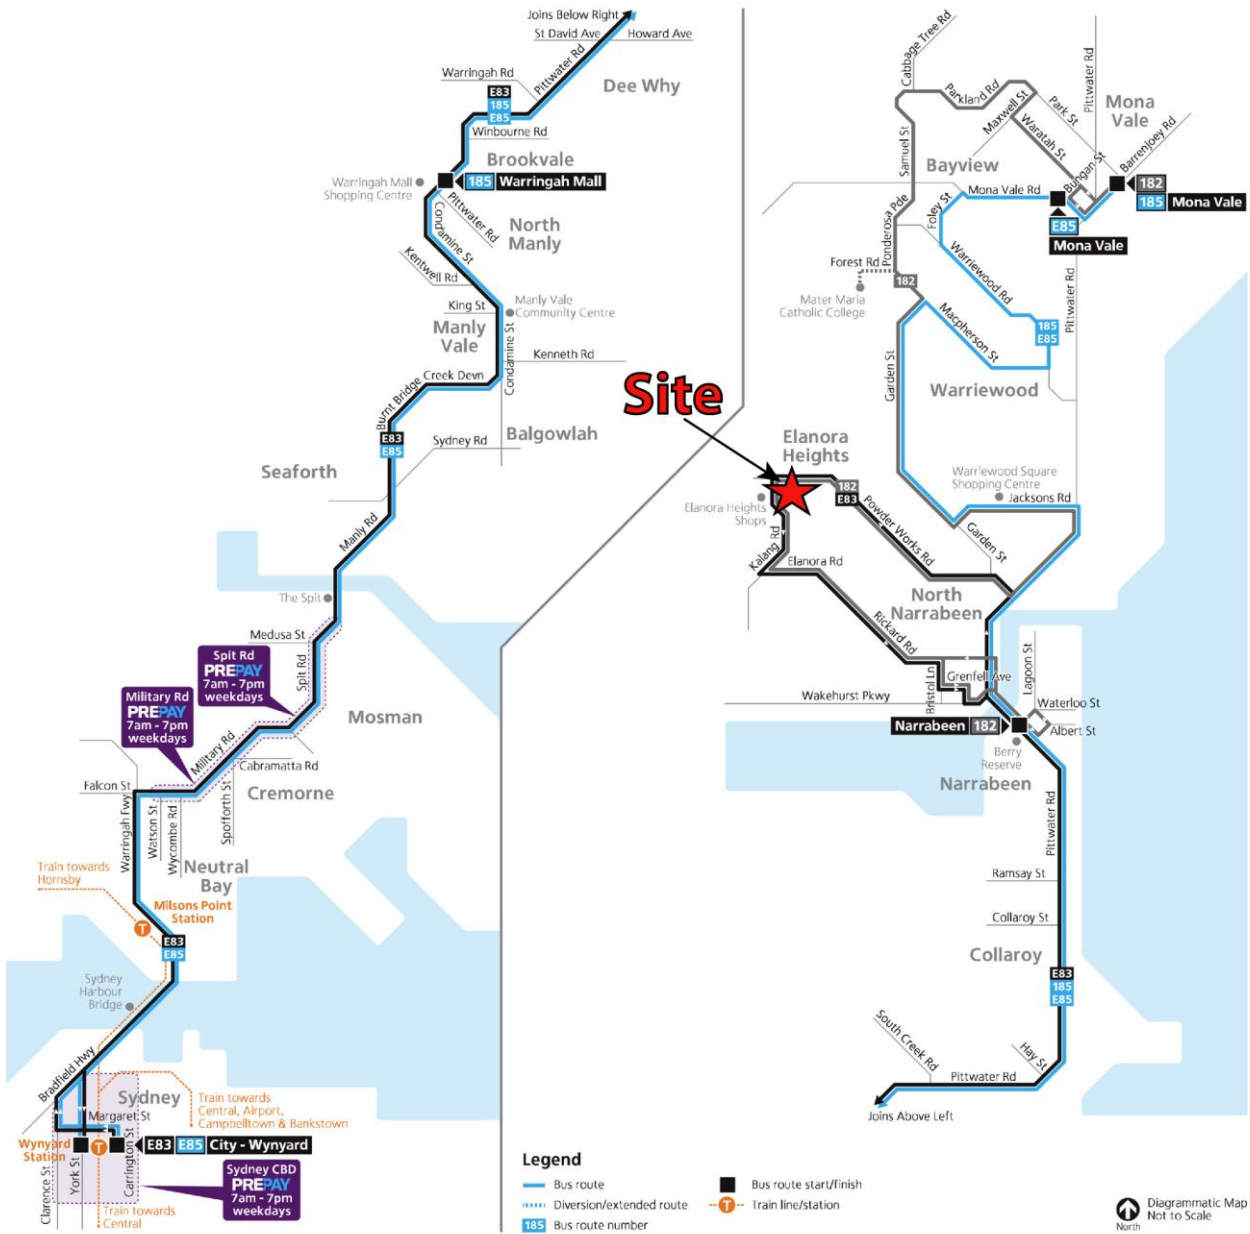 Joins Below Right
St David Ave
Howard Ave
Pittwater Rd
Warringah Rd
Dee Why
E83
185
E85
Winbourne Rd
Brookvale
Warringah Mall
Shopping Centre
185 Warringah Mall
Pittwater Rd
Condamine St
North
Manly
Kentwell Rd
King St
Manly Vale
Community Centre
Manly
Vale
Condamine St
Kenneth Rd
Burnt Bridge
Creek Devn
E83
E85
Sydney Rd
Balgowlah
Seaforth
Manly Rd
The Spit
Medusa St
Spit Rd
PREPAY
7am - 7pm
weekdays
Spit Rd
Military Rd
PREPAY
7am - 7pm
weekdays
Mosman
Military Rd
Cabramatta Rd
Falcon St
Cremorne
Warringah Fwy
Watson St
Wycombe Rd
Spofforth St
Neutral
Bay
Train towards
Hornsby
Milsons Point
Station
T
E83
E85
Sydney
Harbour
Bridge
Bradfield Hwy
Sydney
Train towards
Central, Airport,
Campbelltown & Bankstown
Margaret St
Wynyard
Station
T
E83 E85 City - Wynyard
Clarence St
York St
Carrington St
Sydney CBD
PREPAY
7am - 7pm
weekdays
Train towards
Central
Cabbage Tree Rd
Parkland Rd
Maxwell St
Park St
Pittwater Rd
Mona
Vale
Waratah St
Samuel St
Bayview
Bungan St
Barrenjoey Rd
182
185 Mona Vale
Mona Vale Rd
E85
Mona Vale
Foley St
Ponderosa Pde
Warriewood Rd
Forest Rd
182
Mater Maria
Catholic College
Pittwater Rd
185
E85
Macpherson St
Garden St
Warriewood
Site
Elanora
Heights
182
E83
Elanora Heights
Shops
Powder Works Rd
Warriewood Square
Shopping Centre
Jacksons Rd
Garden St
Kalang Rd
Elanora Rd
North
Narrabeen
Rickard Rd
Grenfell Ave
Bristol Ln
Lagoon St
Wakehurst Pkwy
Waterloo St
Narrabeen 182
Albert St
Berry
Reserve
Narrabeen
Pittwater Rd
Ramsay St
Collaroy St
Collaroy
E83
185
E85
South Creek Rd
Hay St
Pittwater Rd
Joins Above Left
Legend
Bus route
Diversion/extended route
185 Bus route number
Bus route start/finish
T Train line/station
North
Diagrammatic Map
Not to Scale